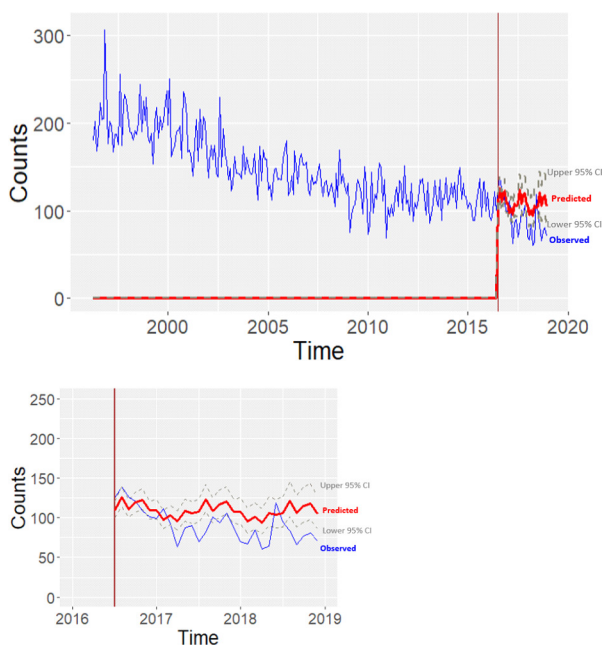 300
200
100
0
Counts
Upper 95% CI
Predicted
Lower 95% CI
Observed
2000
2005
2010
2015
2020
Time
250
200
150
100
50
0
Counts
Upper 95% CI
Predicted
Lower 95% CI
Observed
2016
2017
2018
2019
Time